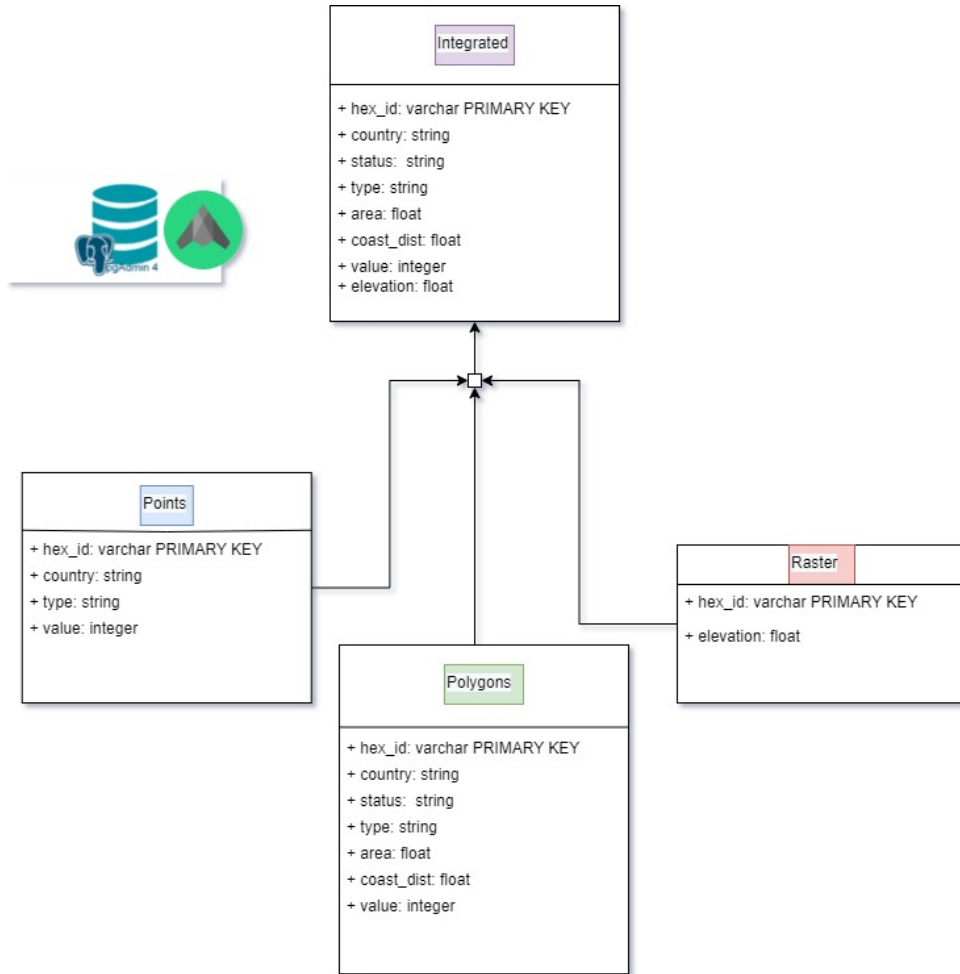 Integrated
+ hex_id: varchar PRIMARY KEY
+ country: string
+ status:  string
+ type: string
+ area: float
+ coast_dist: float
+ value: integer
+ elevation: float
pgAdmin 4
Points
+ hex_id: varchar PRIMARY KEY
+ country: string
+ type: string
+ value: integer
Raster
+ hex_id: varchar PRIMARY KEY
+ elevation: float
Polygons
+ hex_id: varchar PRIMARY KEY
+ country: string
+ status:  string
+ type: string
+ area: float
+ coast_dist: float
+ value: integer